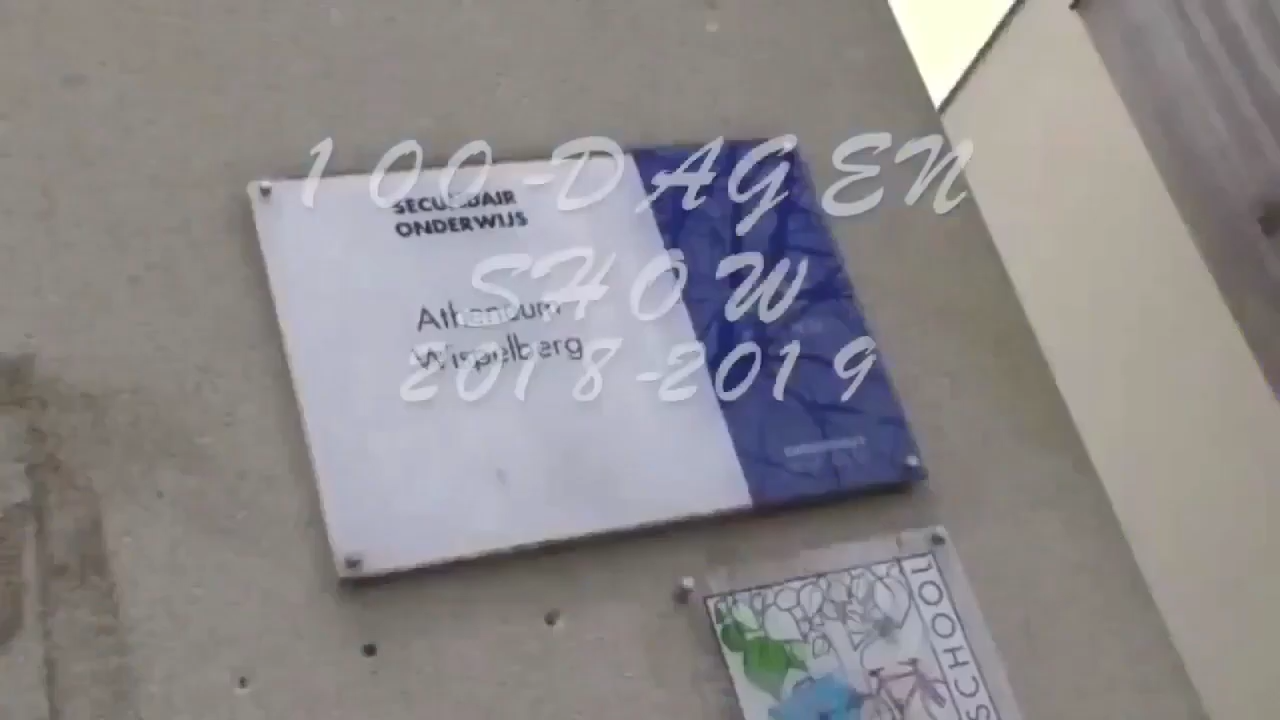 100-DAGEN
SHOW
2018-2019
SECUNDAIR
ONDERWIJS
Atheneum
Wispelberg
SCHOOL